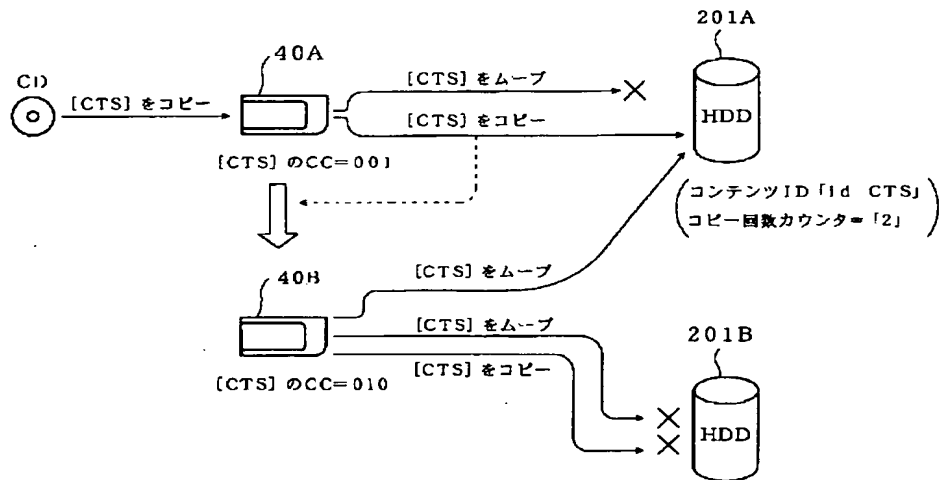 201A
40A
CD
[CTS] をコピー
[CTS] をムーブ
[CTS] をコピー
HDD
[CTS] のCC=001
コンテンツID「id CTS」
コピー回数カウンタ=「2」
40B
[CTS] をムーブ
[CTS] をムーブ
[CTS] をコピー
[CTS] のCC=010
201B
HDD